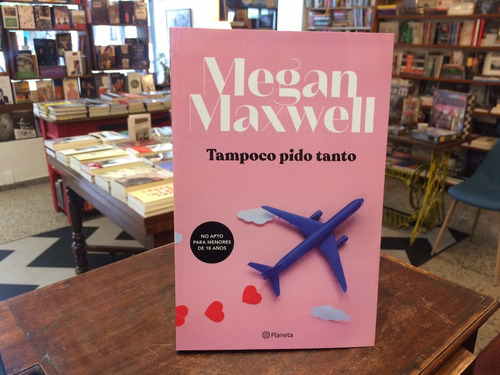 Megan
Maxwell
Tampoco pido tanto
NO APTO
PARA MENORES
DE 18 AÑOS
Planeta